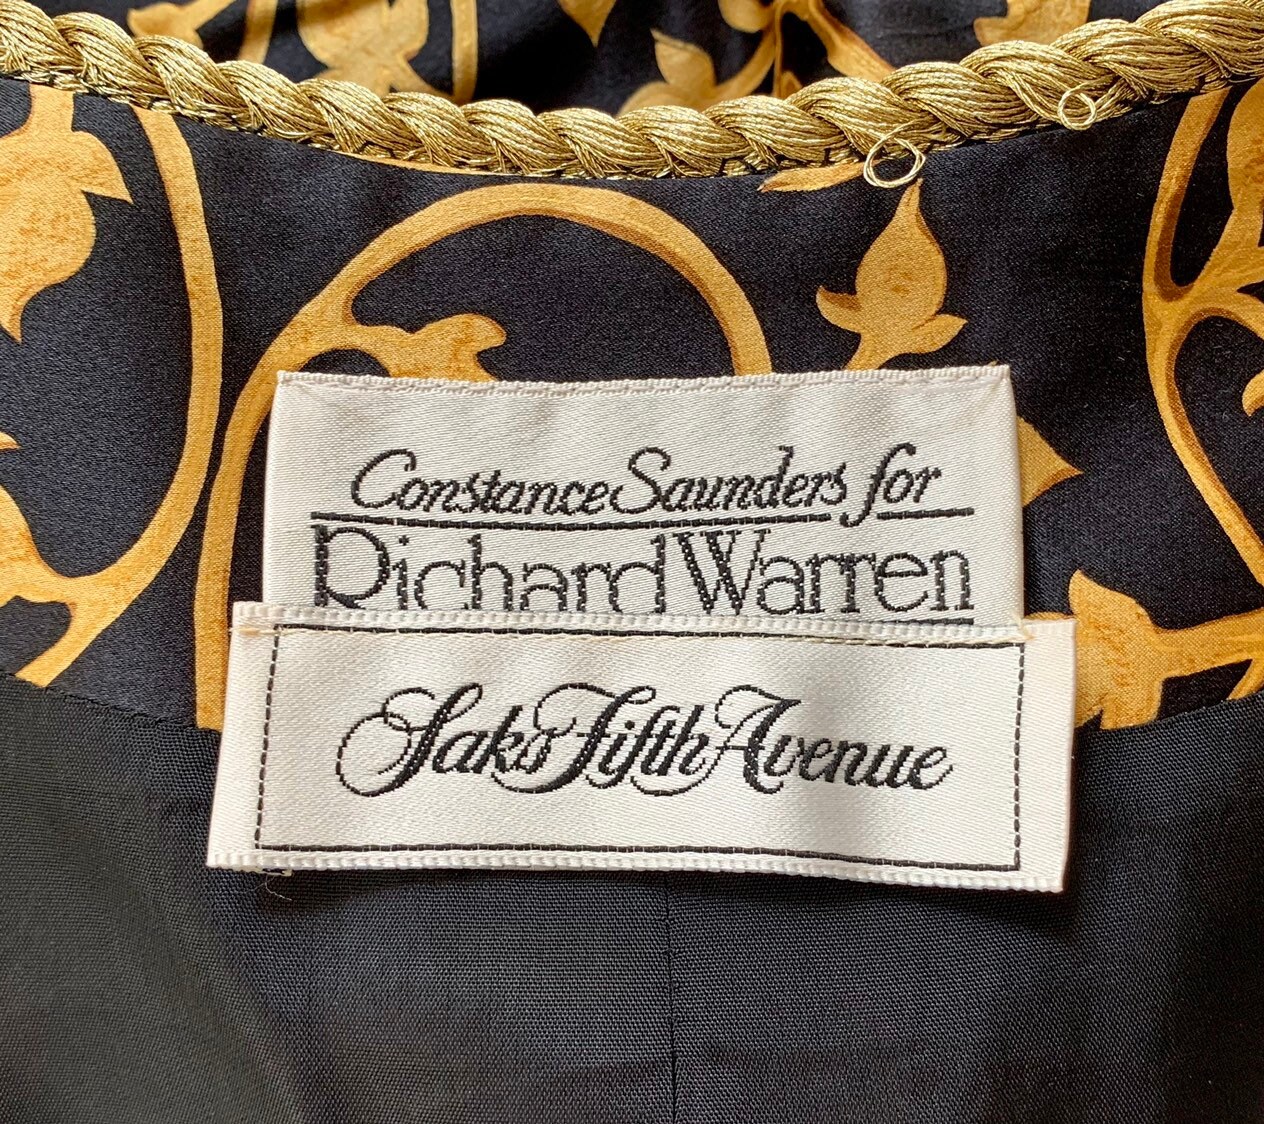 Constance Saunders for
Richard Warren
Saks Fifth Avenue